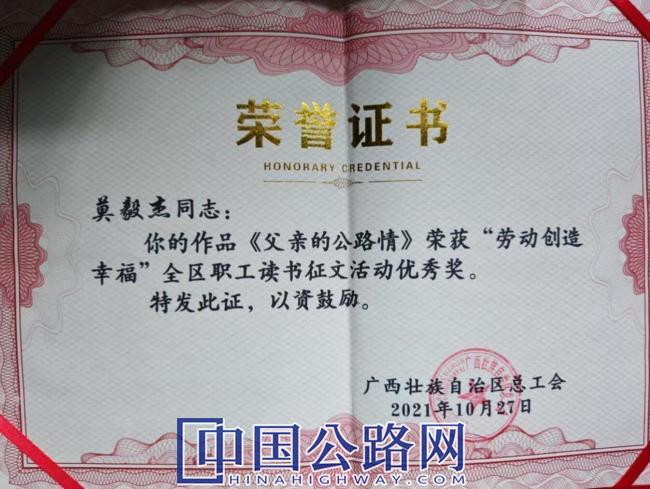 荣誉证书
HONORARY CREDENTIAL
莫毅杰同志：
你的作品《父亲的公路情》荣获“劳动创造
幸福”全区职工读书征文活动优秀奖。
特发此证，以资鼓励。
广西壮族自治区总工会
2021年10月27日
中国公路网
CHINAHIGHWAY.COM